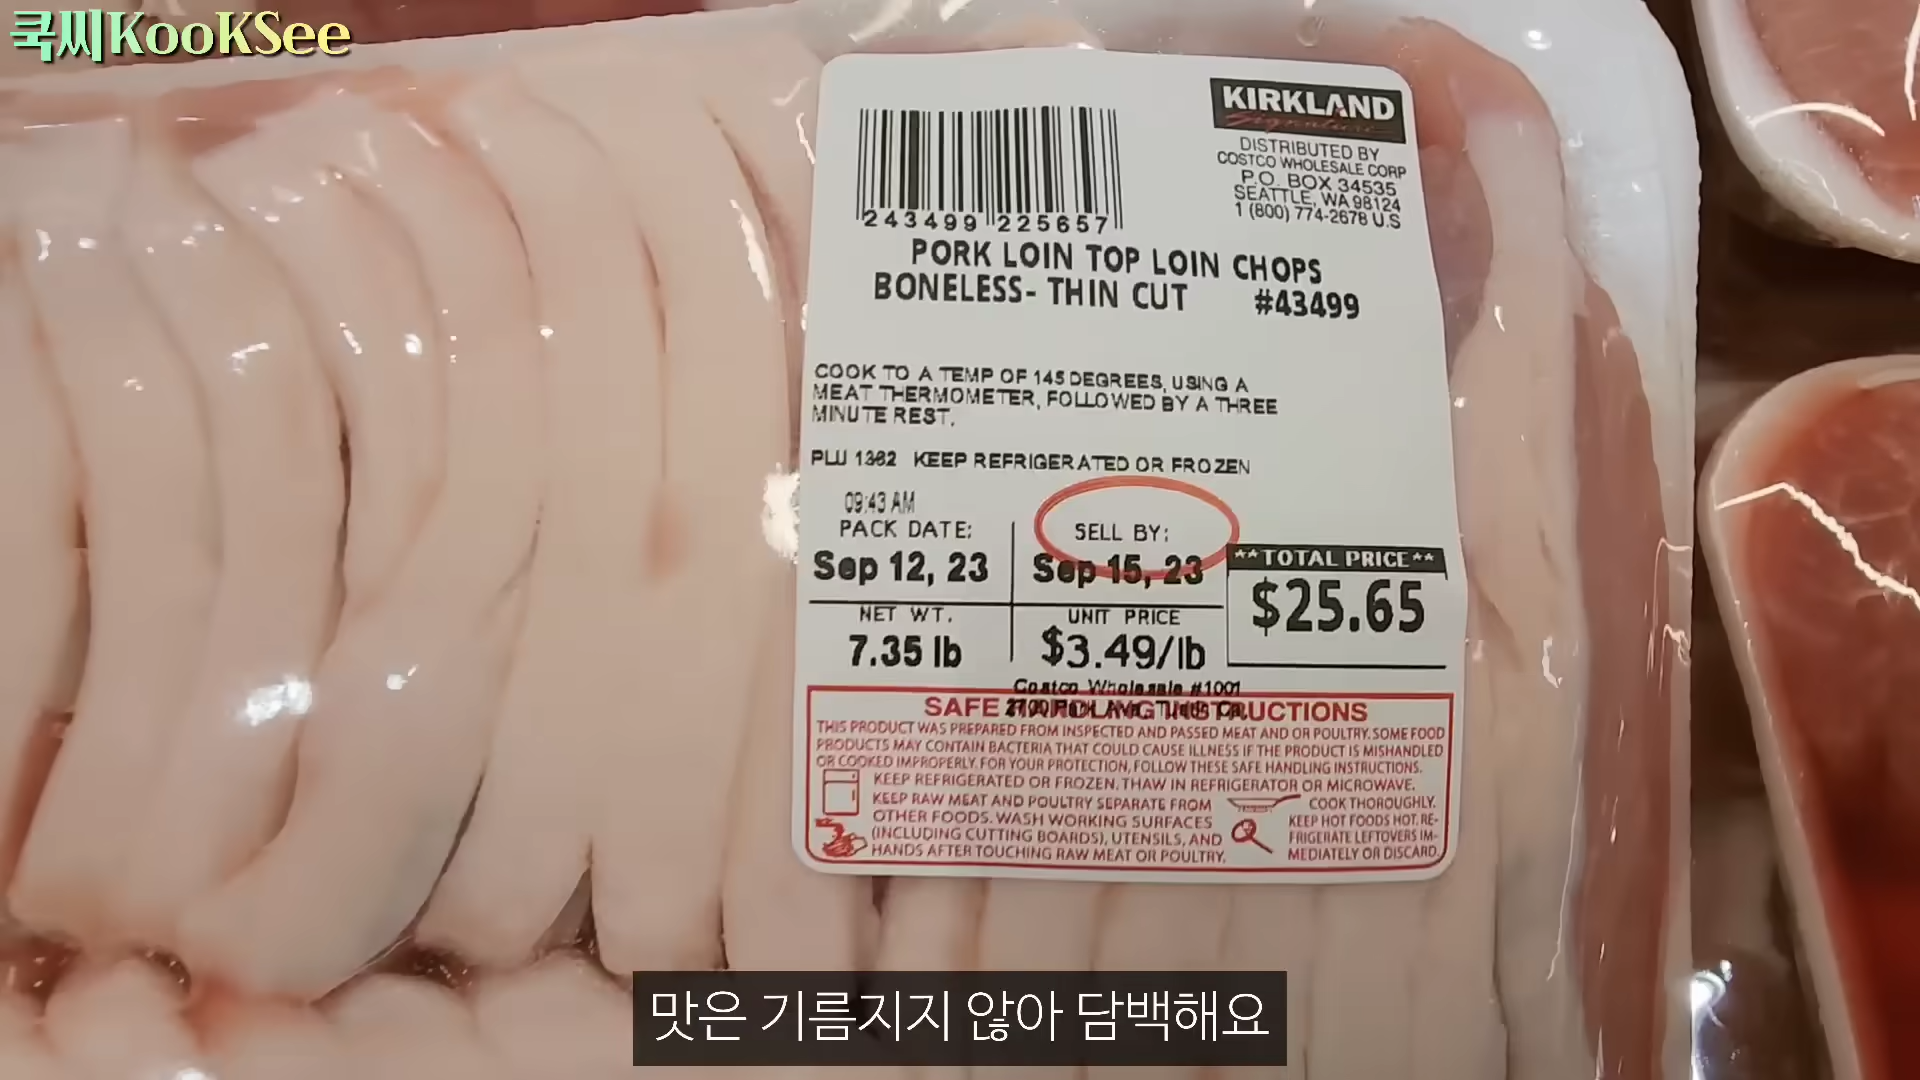 쿡씨KooKSee
KIRKLAND
Signature
DISTRIBUTED BY
COSTCO WHOLESALE CORP
P.O. BOX 34535
SEATTLE, WA 98124
1 (800) 774-2678 U.S
243499 225657
PORK LOIN TOP LOIN CHOPS
BONELESS- THIN CUT #43499
COOK TO A TEMP OF 145 DEGREES, USING A
MEAT THERMOMETER, FOLLOWED BY A THREE
MINUTE REST.
PLU 1362 KEEP REFRIGERATED OR FROZEN
09:43 AM
PACK DATE:
Sep 12, 23
SELL BY:
Sep 15, 23
**TOTAL PRICE**
$25.65
NET WT.
7.35 lb
UNIT PRICE
$3.49/lb
Costco Wholesale #1001
SAFE HANDLING INSTRUCTIONS
THIS PRODUCT WAS PREPARED FROM INSPECTED AND PASSED MEAT AND OR POULTRY. SOME FOOD
PRODUCTS MAY CONTAIN BACTERIA THAT COULD CAUSE ILLNESS IF THE PRODUCT IS MISHANDLED
OR COOKED IMPROPERLY. FOR YOUR PROTECTION, FOLLOW THESE SAFE HANDLING INSTRUCTIONS.
KEEP REFRIGERATED OR FROZEN. THAW IN REFRIGERATOR OR MICROWAVE.
KEEP RAW MEAT AND POULTRY SEPARATE FROM
OTHER FOODS. WASH WORKING SURFACES
(INCLUDING CUTTING BOARDS), UTENSILS, AND
HANDS AFTER TOUCHING RAW MEAT OR POULTRY.
COOK THOROUGHLY.
KEEP HOT FOODS HOT. RE-
FRIGERATE LEFTOVERS IM-
MEDIATELY OR DISCARD.
맛은 기름지지 않아 담백해요